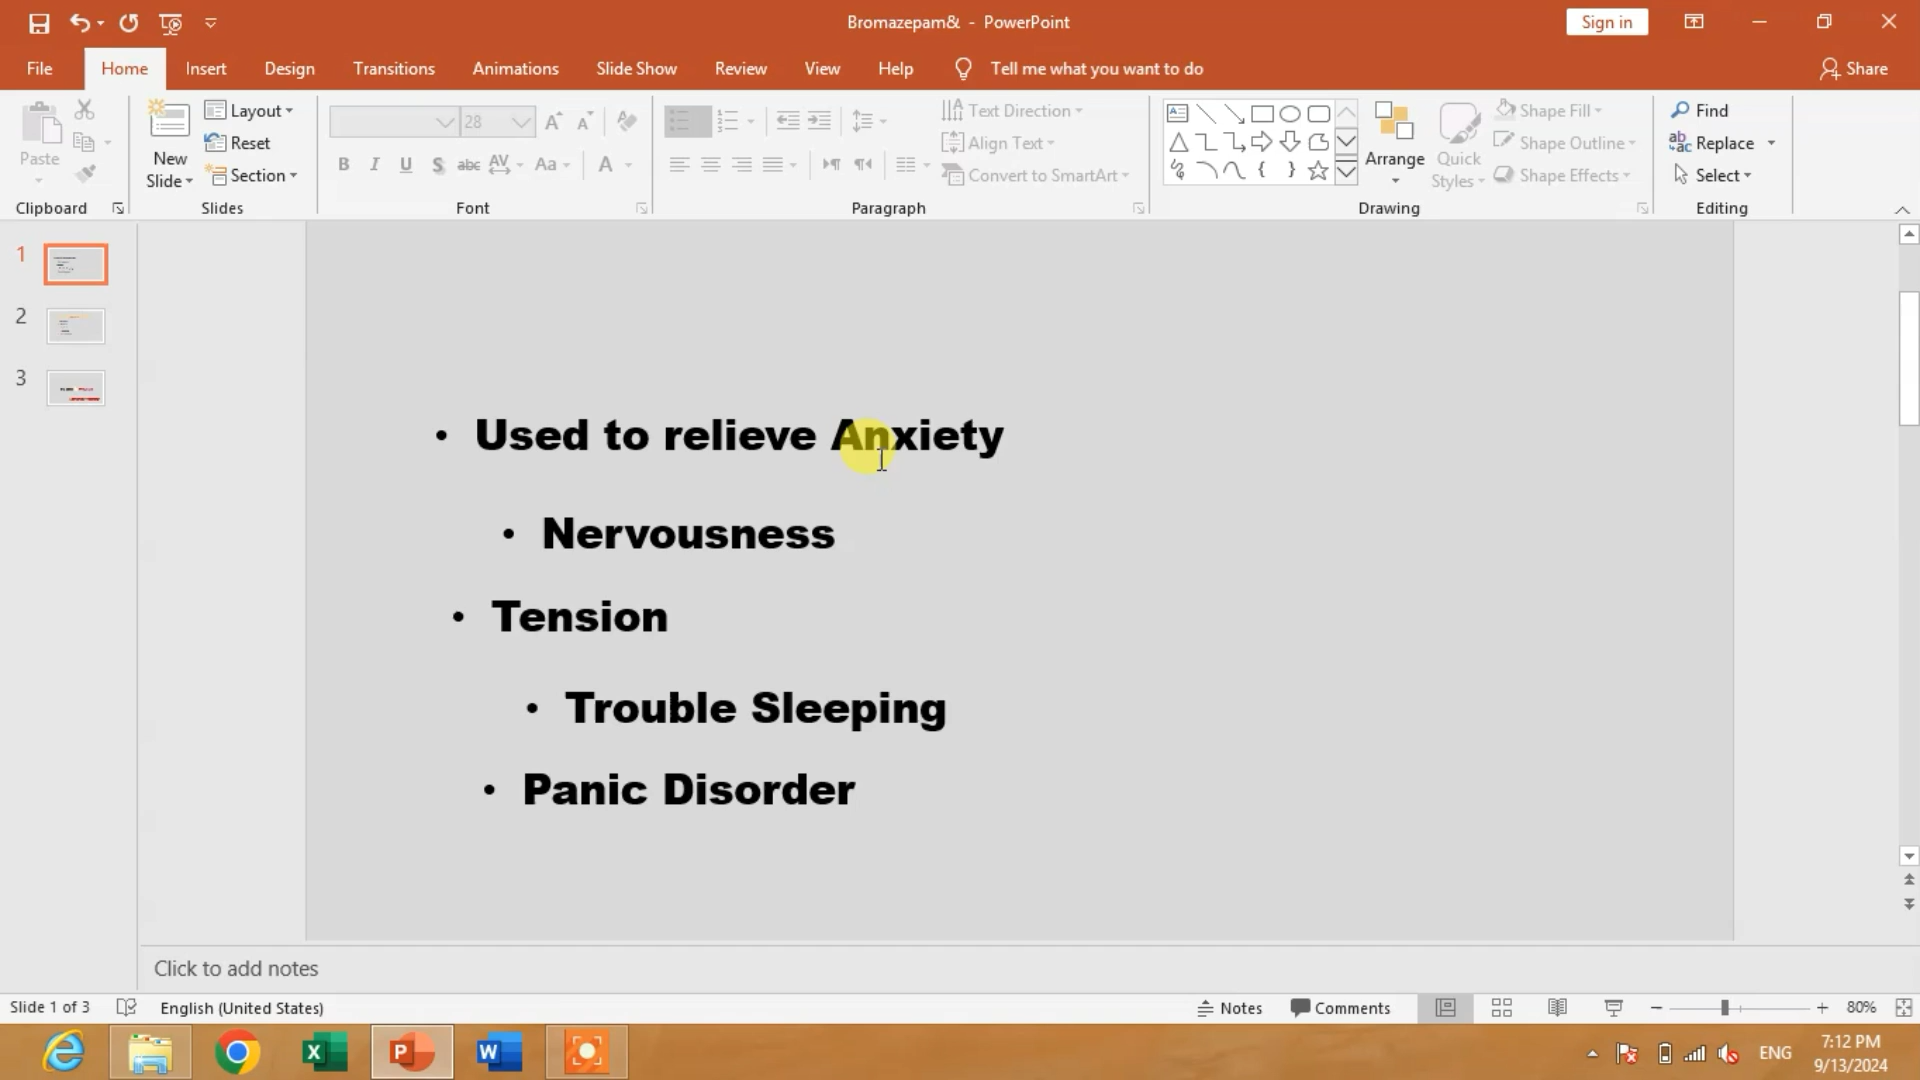 Bromazepam& - PowerPoint
Sign in
File Home Insert Design Transitions Animations Slide Show Review View Help Tell me what you want to do Share
Paste
New Slide
Layout
Reset
Section
28
Text Direction
Align Text
Convert to SmartArt
Arrange
Quick Styles
Shape Fill
Shape Outline
Shape Effects
Find
Replace
Select
Clipboard Slides Font Paragraph Drawing Editing
1
2
3
• Used to relieve Anxiety
• Nervousness
• Tension
• Trouble Sleeping
• Panic Disorder
Click to add notes
Slide 1 of 3 English (United States) Notes Comments 80%
ENG
7:12 PM
9/13/2024